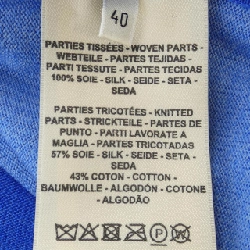 40
PARTIES TISSÉES - WOVEN PARTS -
WEBTEILE - PARTES TEJIDAS -
PARTI TESSUTE - PARTES TECIDAS
100% SOIE - SILK - SEIDE - SETA -
SEDA
PARTIES TRICOTÉES - KNITTED
PARTS - STRICKTEILE - PARTES DE
PUNTO - PARTI LAVORATE A
MAGLIA - PARTES TRICOTADAS
57% SOIE - SILK - SEIDE - SETA -
SEDA
43% COTON - COTTON -
BAUMWOLLE - ALGODÓN - COTONE
- ALGODÃO
P